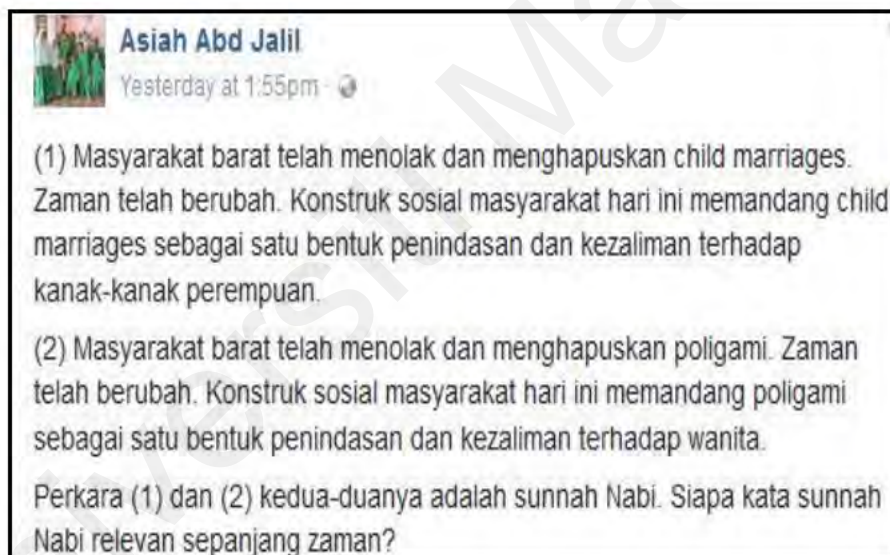 Asiah Abd Jalil
Yesterday at 1:55pm
(1) Masyarakat barat telah menolak dan menghapuskan child marriages.
Zaman telah berubah. Konstruk sosial masyarakat hari ini memandang child
marriages sebagai satu bentuk penindasan dan kezaliman terhadap
kanak-kanak perempuan.
(2) Masyarakat barat telah menolak dan menghapuskan poligami. Zaman
telah berubah. Konstruk sosial masyarakat hari ini memandang poligami
sebagai satu bentuk penindasan dan kezaliman terhadap wanita.
Perkara (1) dan (2) kedua-duanya adalah sunnah Nabi. Siapa kata sunnah
Nabi relevan sepanjang zaman?